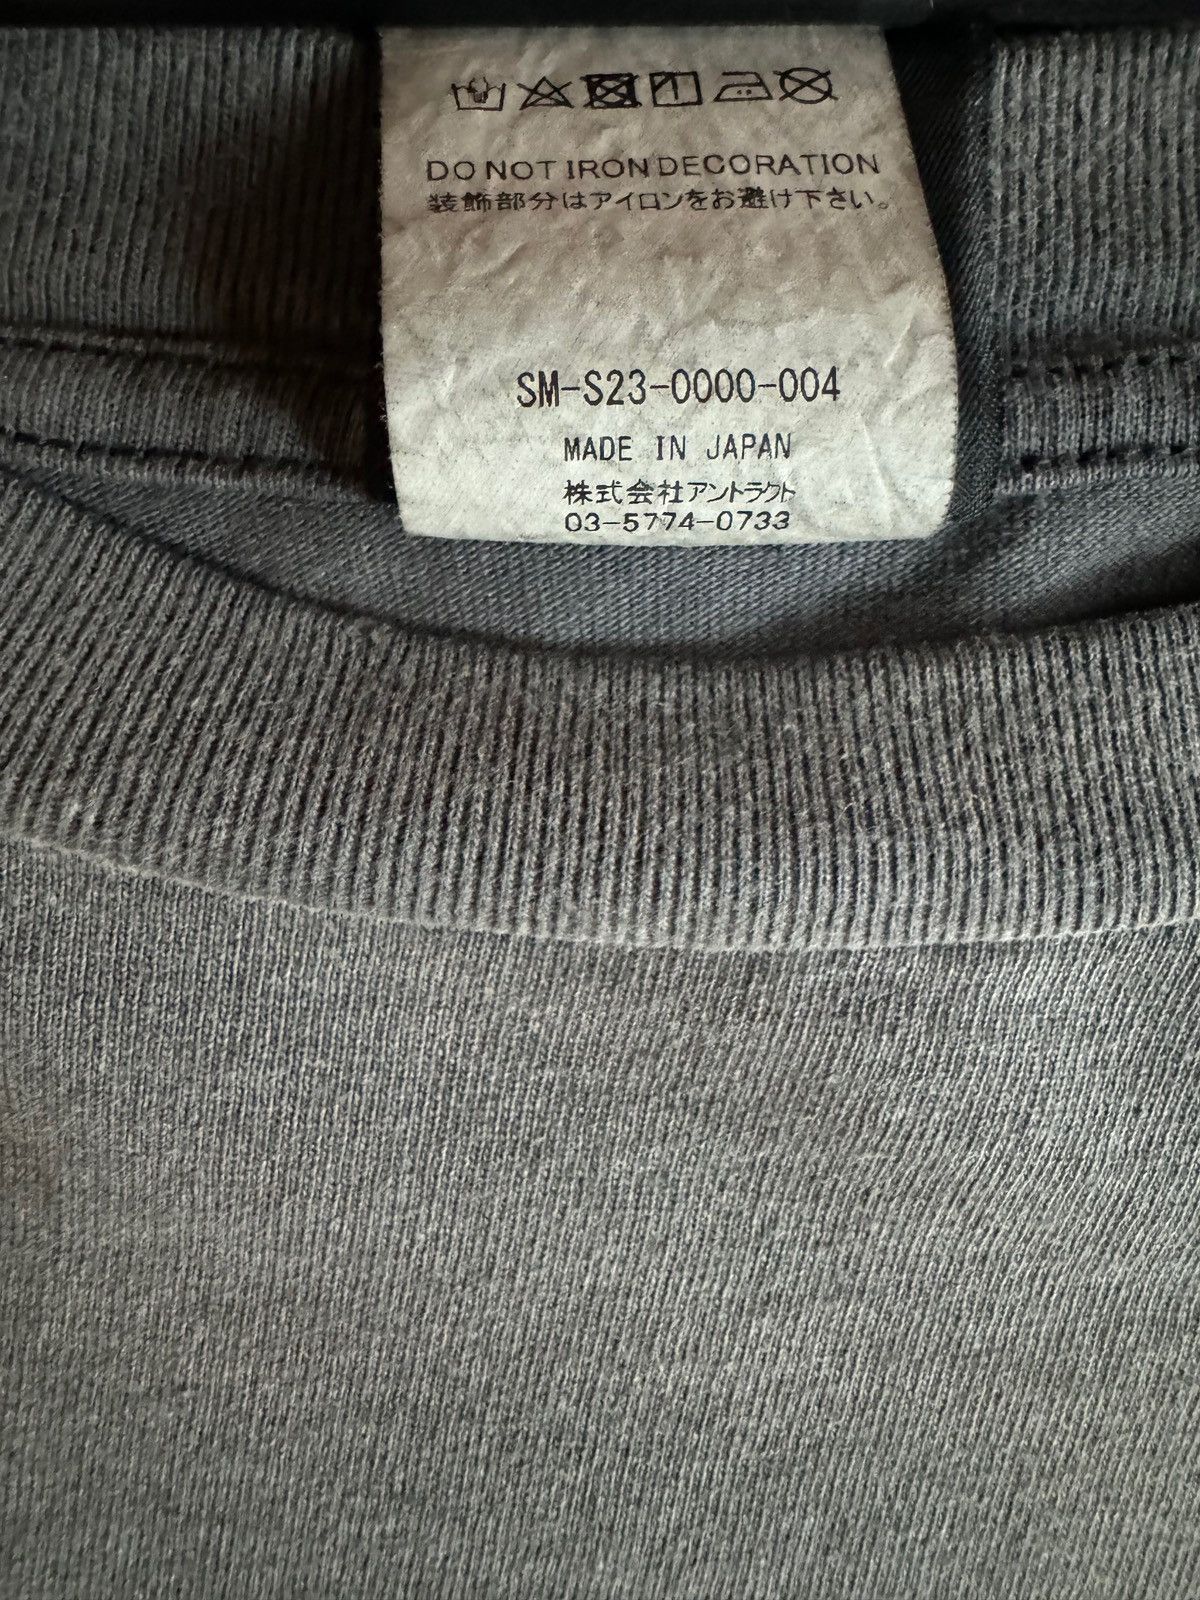 DO NOT IRON DECORATION
装飾部分はアイロンをお避け下さい。
SM-S23-0000-004
MADE IN JAPAN
株式会社アントラクト
03-5774-0733